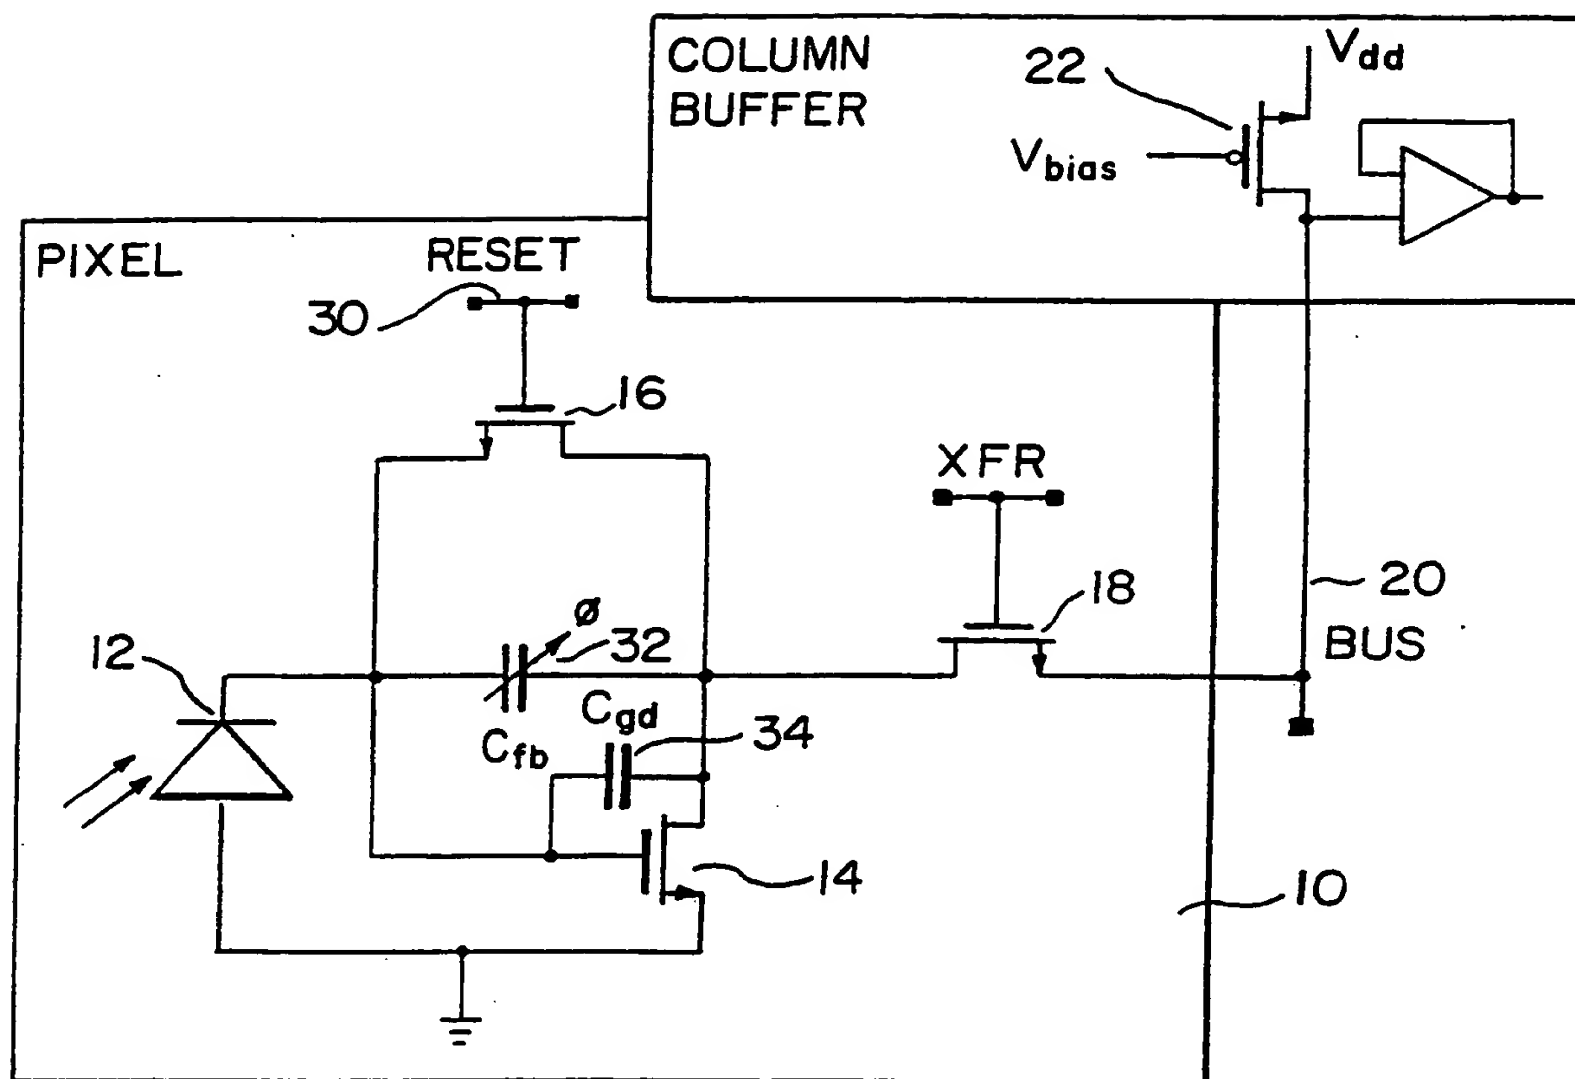 COLUMN
BUFFER
22
Vdd
Vbias
PIXEL
RESET
30
16
XFR
18
20
BUS
12
ø
32
Cfb
Cgd
34
14
10